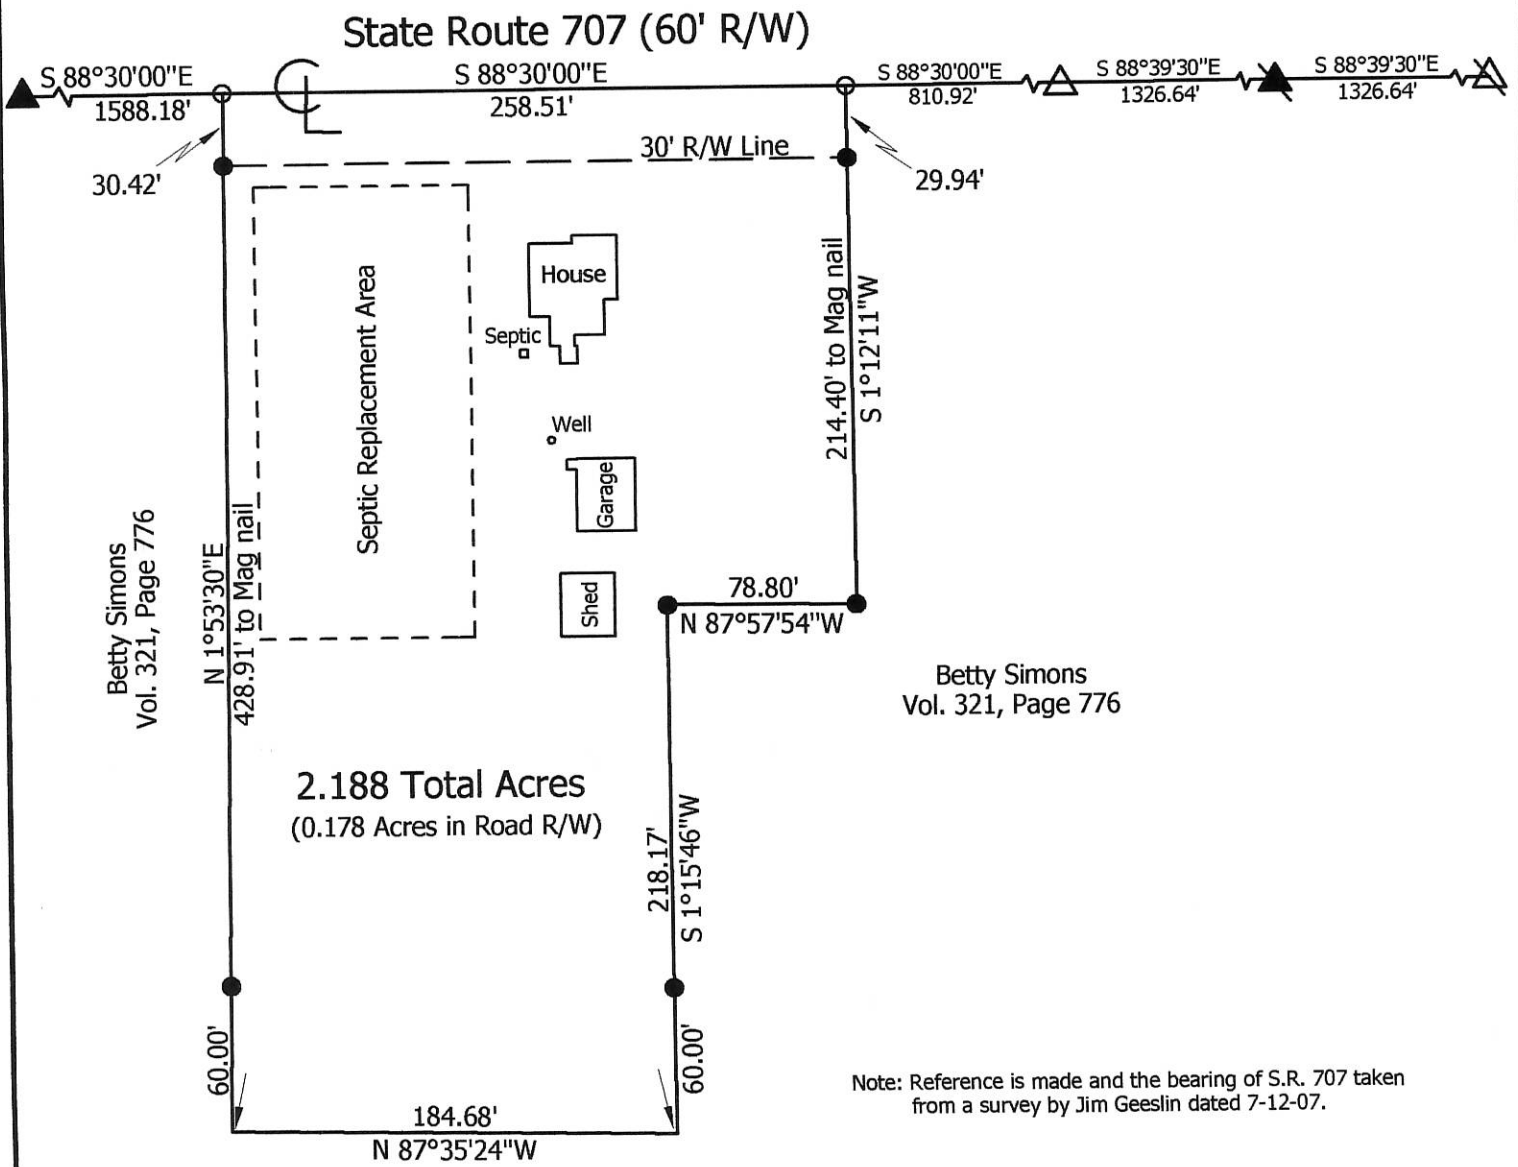 State Route 707 (60' R/W)
S 88°30'00"E
1588.18'
S 88°30'00"E
258.51'
S 88°30'00"E
810.92'
S 88°39'30"E
1326.64'
S 88°39'30"E
1326.64'
30' R/W Line
30.42'
29.94'
House
Septic
Well
Garage
Shed
Septic Replacement Area
214.40' to Mag nail
S 1°12'11"W
Betty Simons
Vol. 321, Page 776
N 1°53'30"E
428.91' to Mag nail
78.80'
N 87°57'54"W
Betty Simons
Vol. 321, Page 776
2.188 Total Acres
(0.178 Acres in Road R/W)
218.17'
S 1°15'46"W
60.00'
60.00'
184.68'
N 87°35'24"W
Note: Reference is made and the bearing of S.R. 707 taken
from a survey by Jim Geeslin dated 7-12-07.